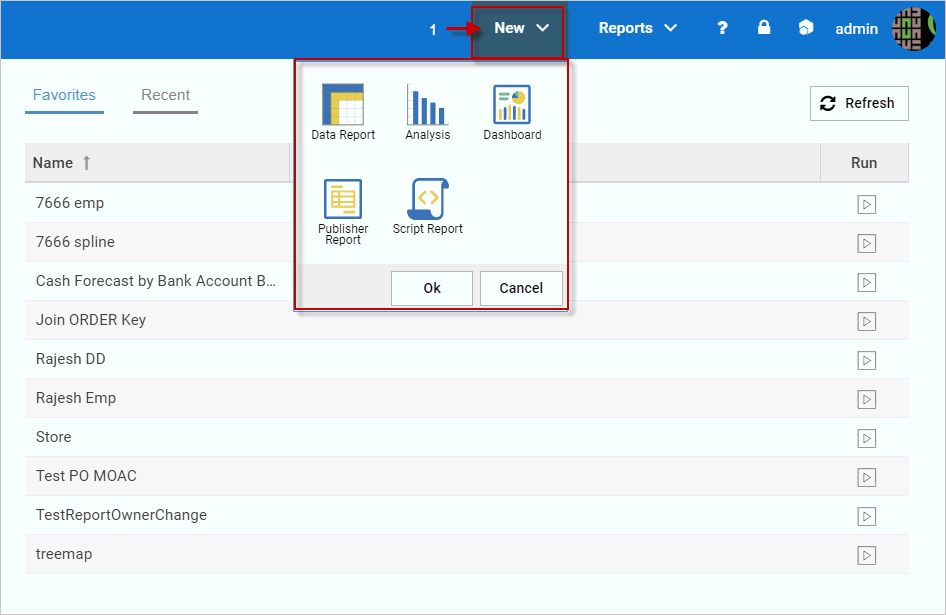 1
New
Reports
?
admin
Favorites
Recent
Refresh
Data Report
Analysis
Dashboard
Publisher
Report
Script Report
Ok
Cancel
Name
Run
7666 emp
7666 spline
Cash Forecast by Bank Account B...
Join ORDER Key
Rajesh DD
Rajesh Emp
Store
Test PO MOAC
TestReportOwnerChange
treemap